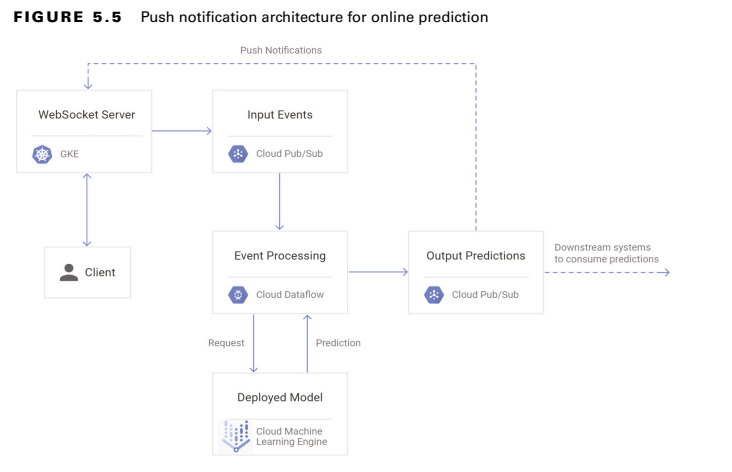 FIGURE 5.5 Push notification architecture for online prediction
Push Notifications
WebSocket Server
GKE
Input Events
Cloud Pub/Sub
Client
Event Processing
Cloud Dataflow
Output Predictions
Cloud Pub/Sub
Downstream systems
to consume predictions
Request
Prediction
Deployed Model
Cloud Machine
Learning Engine